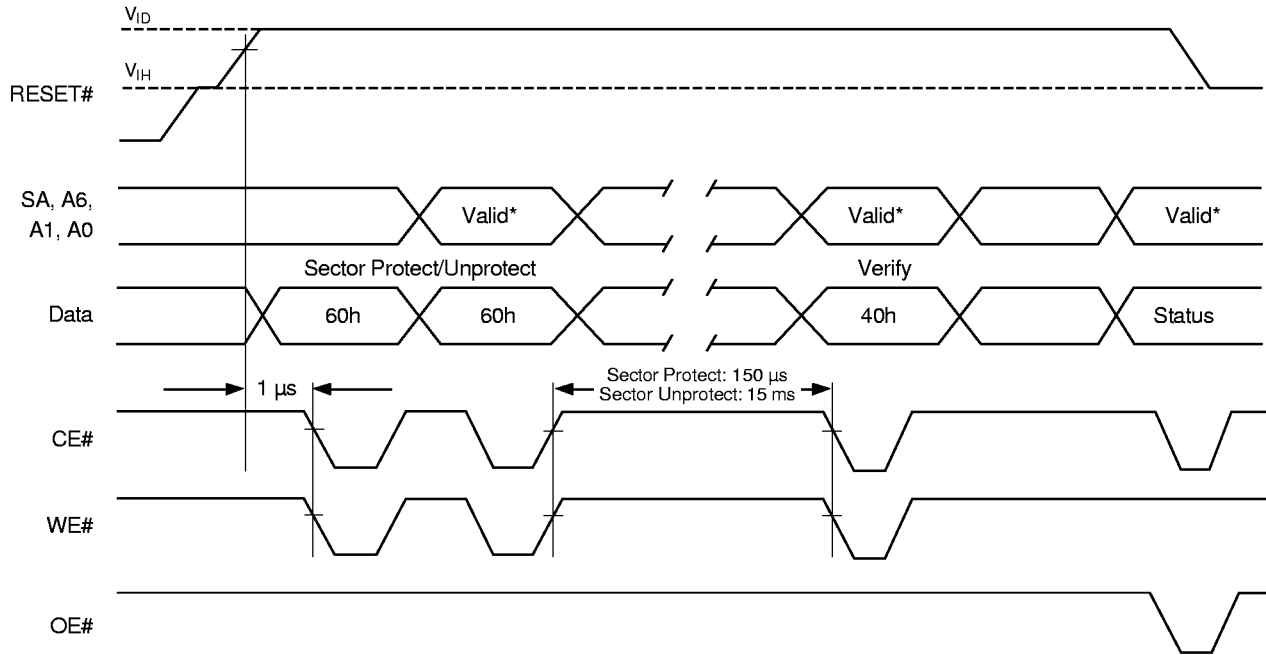 VID
VIH
RESET#
SA, A6,
A1, A0
Valid*
Valid*
Valid*
Sector Protect/Unprotect
Verify
Data
60h
60h
40h
Status
1 µs
Sector Protect: 150 µs
Sector Unprotect: 15 ms
CE#
WE#
OE#